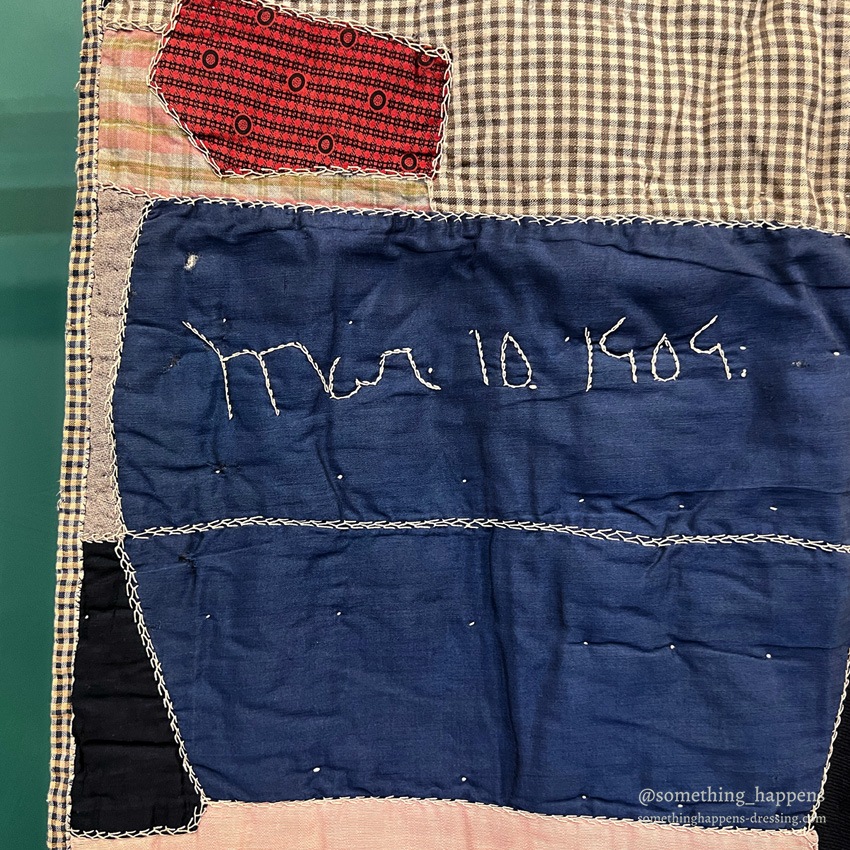 Mar. 10. 1909.
@something_happens
somethinghappens-dressing.com